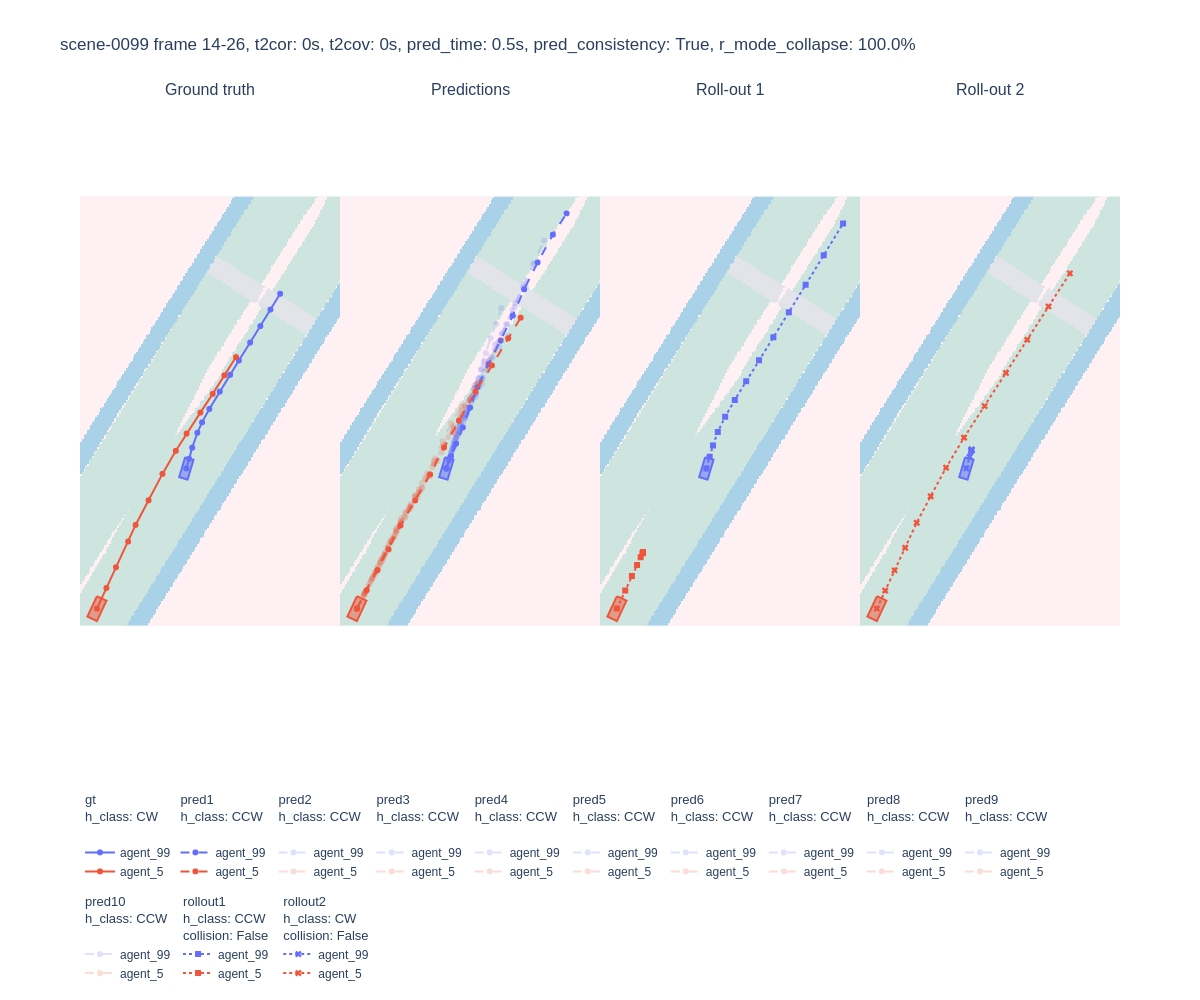 scene-0099 frame 14-26, t2cor: 0s, t2cov: 0s, pred_time: 0.5s, pred_consistency: True, r_mode_collapse: 100.0%
Ground truth
Predictions
Roll-out 1
Roll-out 2
gt pred1 pred2 pred3 pred4 pred5 pred6 pred7 pred8 pred9
h_class: CW h_class: CCW h_class: CCW h_class: CCW h_class: CCW h_class: CCW h_class: CCW h_class: CCW h_class: CCW h_class: CCW
agent_99 agent_99 agent_99 agent_99 agent_99 agent_99 agent_99 agent_99 agent_99 agent_99
agent_5 agent_5 agent_5 agent_5 agent_5 agent_5 agent_5 agent_5 agent_5 agent_5
pred10 rollout1 rollout2
h_class: CCW h_class: CCW h_class: CW
collision: False collision: False
agent_99 agent_99 agent_99
agent_5 agent_5 agent_5